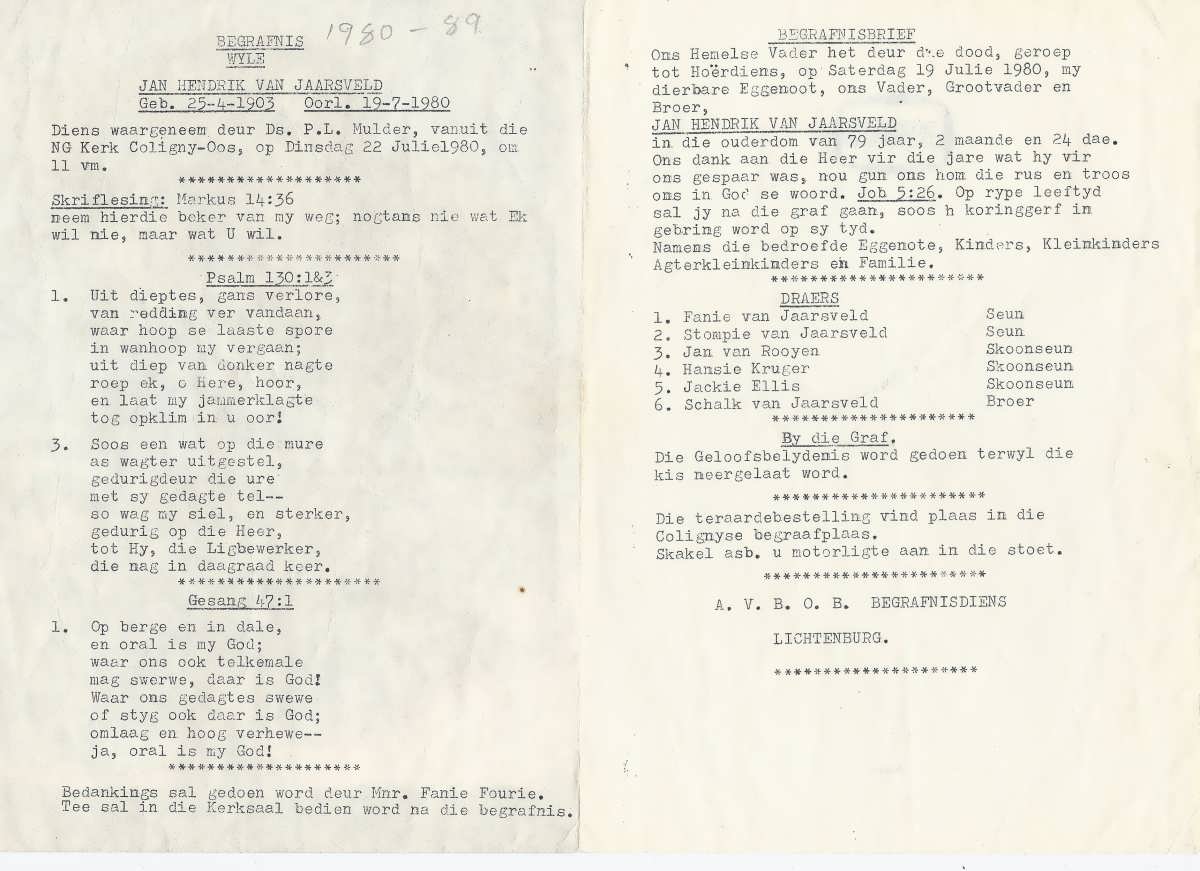 1980 - 89
BEGRAFNIS
WYLE
JAN HENDRIK VAN JAARSVELD
Geb. 25-4-1903 Oorl. 19-7-1980
Diens waargeneem deur Ds. P.L. Mulder, vanuit die
NG Kerk Coligny-Oos, op Dinsdag 22 Julie1980, om
11 vm.
*******************
Skriflesing: Markus 14:36
neem hierdie beker van my weg; nogtans nie wat Ek
wil nie, maar wat U wil.
**********************
Psalm 130:1&3
1. Uit dieptes, gans verlore,
van redding ver vandaan,
waar hoop se laaste spore
in wanhoop my vergaan;
uit diep van donker nagte
roep ek, o Here, hoor,
en laat my jammerklagte
tog opklim in u oor!
3. Soos een wat op die mure
as wagter uitgestel,
gedurigdeur die ure
met sy gedagte tel--
so wag my siel, en sterker,
gedurig op die Heer,
tot Hy, die Ligbewerker,
die nag in daagraad keer.
*********************
Gesang 47:1
1. Op berge en in dale,
en oral is my God;
waar ons ook telkemale
mag swerwe, daar is God!
Waar ons gedagtes swewe
of styg ook daar is God;
omlaag en hoog verhewe--
ja, oral is my God!
********************
Bedankings sal gedoen word deur Mnr. Fanie Fourie.
Tee sal in die Kerksaal bedien word na die begrafnis.
BEGRAFNISBRIEF
Ons Hemelse Vader het deur die dood, geroep
tot Hoërdiens, op Saterdag 19 Julie 1980, my
dierbare Eggenoot, ons Vader, Grootvader en
Broer,
JAN HENDRIK VAN JAARSVELD
in die ouderdom van 79 jaar, 2 maande en 24 dae.
Ons dank aan die Heer vir die jare wat hy vir
ons gespaar was, nou gun ons hom die rus en troos
oms in God se woord. Job 5:26. Op rype leeftyd
sal jy na die graf gaan, soos h koringgerf in
gebring word op sy tyd.
Namens die bedroefde Eggenote, Kinders, Kleinkinders
Agterkleinkinders en Familie.
**********************
DRAERS
1. Fanie van Jaarsveld Seun
2. Stompie van Jaarsveld Seun
3. Jan van Rooyen Skoonseun
4. Hansie Kruger Skoonseun
5. Jackie Ellis Skoonseun
6. Schalk van Jaarsveld Broer
*********************
By die Graf.
Die Geloofsbelydenis word gedoen terwyl die
kis neergelaat word.
**********************
Die teraardebestelling vind plaas in die
Colignyse begraafplaas.
Skakel asb. u motorligte aan in die stoet.
***********************
A. V. B. O. B. BEGRAFNISDIENS
LICHTENBURG.
*********************